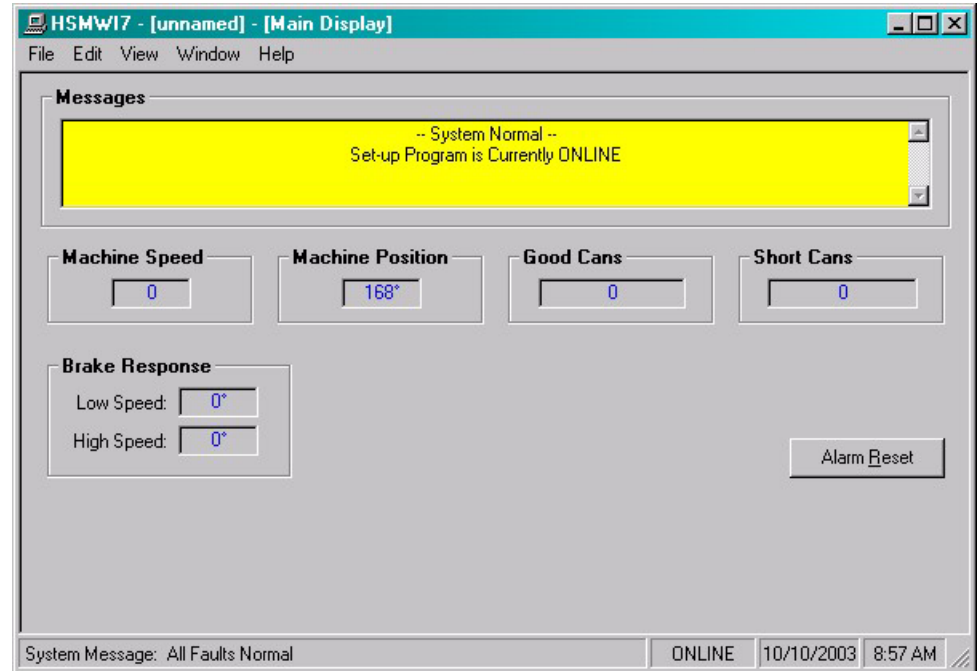 HSMWI7 - [unnamed] - [Main Display]
File Edit View Window Help
Messages
-- System Normal --
Set-up Program is Currently ONLINE
Machine Speed Machine Position Good Cans Short Cans
0 168° 0 0
Brake Response
Low Speed: 0°
High Speed: 0°
Alarm Reset
System Message: All Faults Normal ONLINE 10/10/2003 8:57 AM